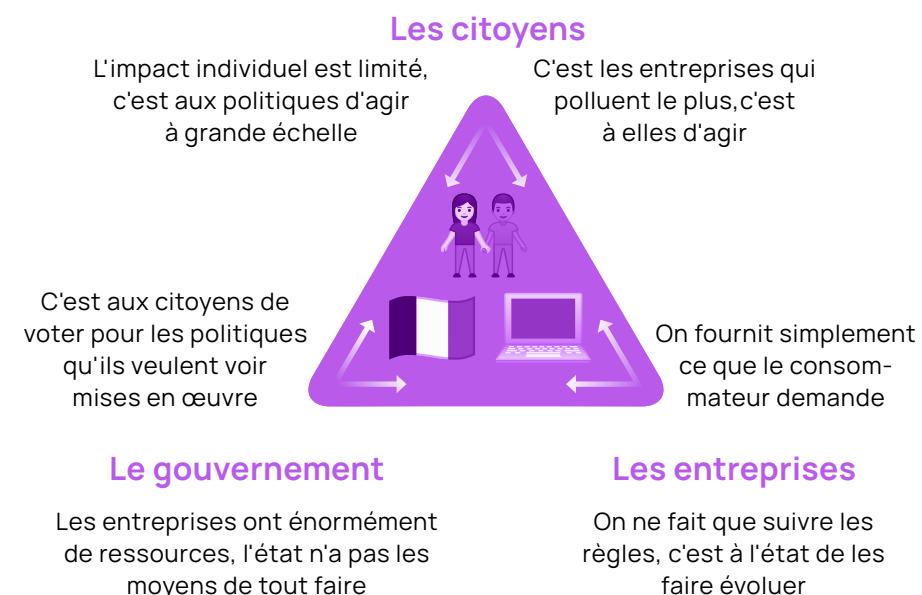 Les citoyens
L'impact individuel est limité,
c'est aux politiques d'agir
à grande échelle
C'est les entreprises qui
polluent le plus,c'est
à elles d'agir
C'est aux citoyens de
voter pour les politiques
qu'ils veulent voir
mises en œuvre
On fournit simplement
ce que le consom-
mateur demande
Le gouvernement
Les entreprises ont énormément
de ressources, l'état n'a pas les
moyens de tout faire
Les entreprises
On ne fait que suivre les
règles, c'est à l'état de les
faire évoluer